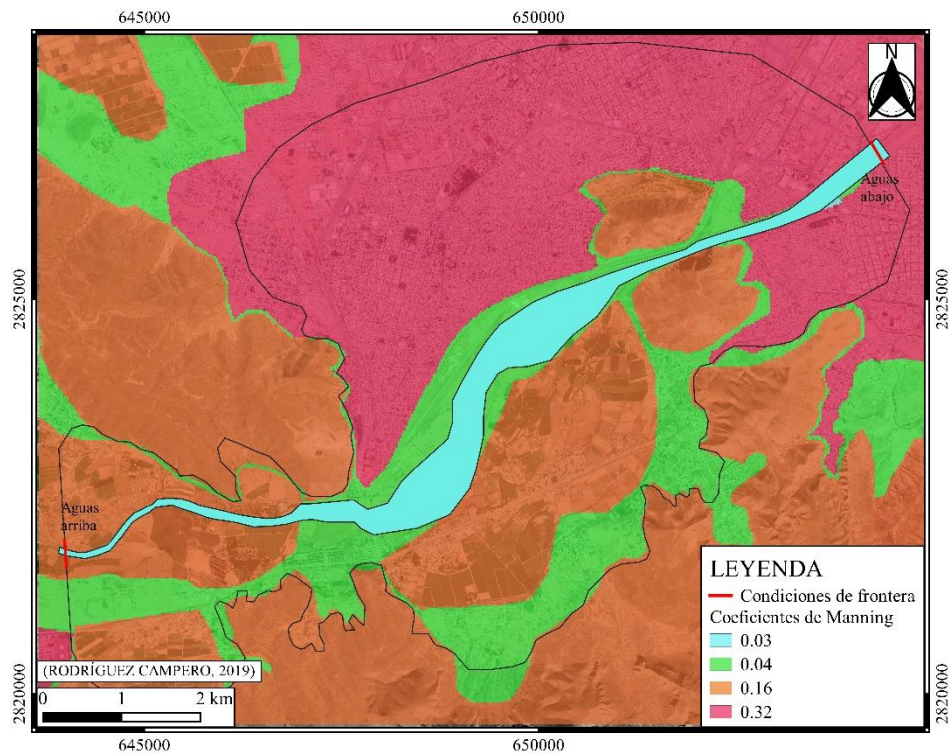 645000
650000
N
Aguas
abajo
2825000
2825000
Aguas
arriba
LEYENDA
Condiciones de frontera
Coeficientes de Manning
0.03
0.04
0.16
0.32
(RODRÍGUEZ CAMPERO, 2019)
0 1 2 km
2820000
2820000
645000
650000